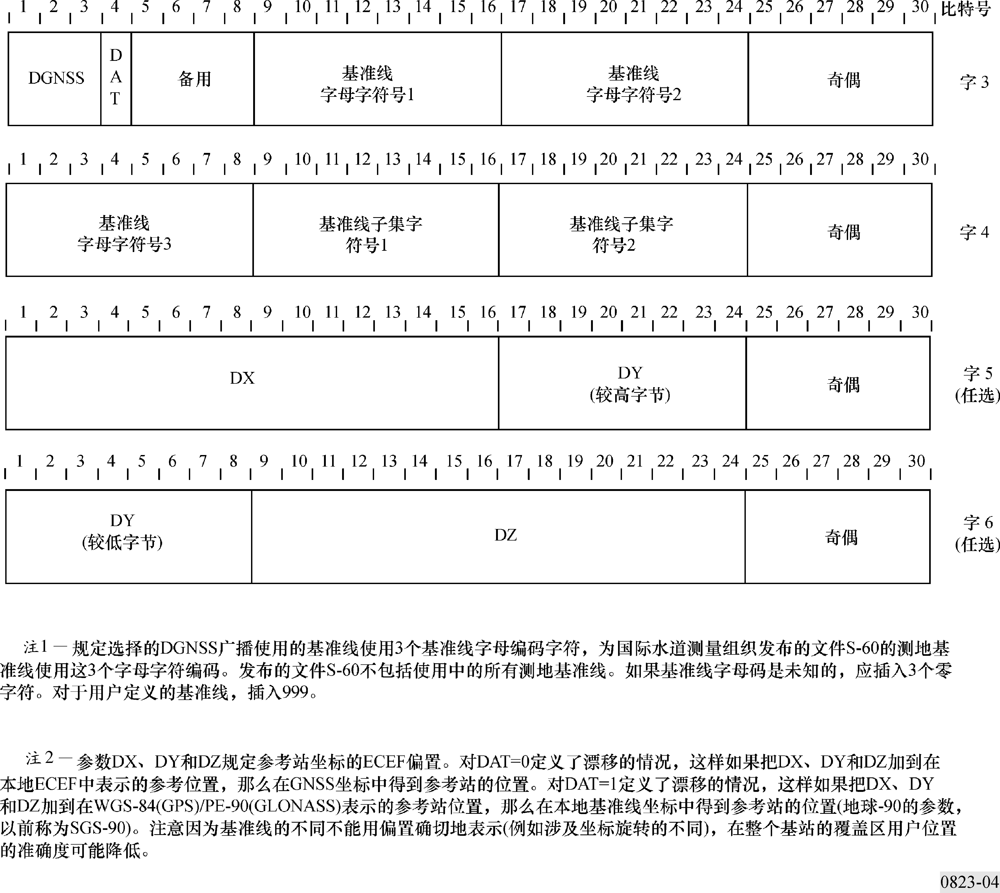 1 2 3 4 5 6 7 8 9 10 11 12 13 14 15 16 17 18 19 20 21 22 23 24 25 26 27 28 29 30 比特号
DGNSS
D
A
T
备用
基准线
字母字符号1
基准线
字母字符号2
奇偶
字 3
1 2 3 4 5 6 7 8 9 10 11 12 13 14 15 16 17 18 19 20 21 22 23 24 25 26 27 28 29 30
基准线
字母字符号3
基准线子集字
符号1
基准线子集字
符号2
奇偶
字 4
1 2 3 4 5 6 7 8 9 10 11 12 13 14 15 16 17 18 19 20 21 22 23 24 25 26 27 28 29 30
DX
DY
(较高字节)
奇偶
字 5
(任选)
1 2 3 4 5 6 7 8 9 10 11 12 13 14 15 16 17 18 19 20 21 22 23 24 25 26 27 28 29 30
DY
(较低字节)
DZ
奇偶
字 6
(任选)
注1 — 规定选择的DGNSS广播使用的基准线使用3个基准线字母编码字符，为国际水道测量组织发布的文件S-60的测地基
准线使用这3个字母字符编码。发布的文件S-60不包括使用中的所有测地基准线。如果基准线字母码是未知的，应插入3个零
字符。对于用户定义的基准线，插入999。
注2 — 参数DX、DY和DZ规定参考站坐标的ECEF偏置。对DAT=0定义了漂移的情况，这样如果把DX、DY和DZ加到在
本地ECEF中表示的参考位置，那么在GNSS坐标中得到参考站的位置。对DAT=1定义了漂移的情况，这样如果把DX、DY
和DZ加到在WGS-84(GPS)/PE-90(GLONASS)表示的参考站位置，那么在本地基准线坐标中得到参考站的位置(地球-90的参数，
以前称为SGS-90)。注意因为基准线的不同不能用偏置确切地表示(例如涉及坐标旋转的不同)，在整个基站的覆盖区用户位置
的准确度可能降低。
0823-04